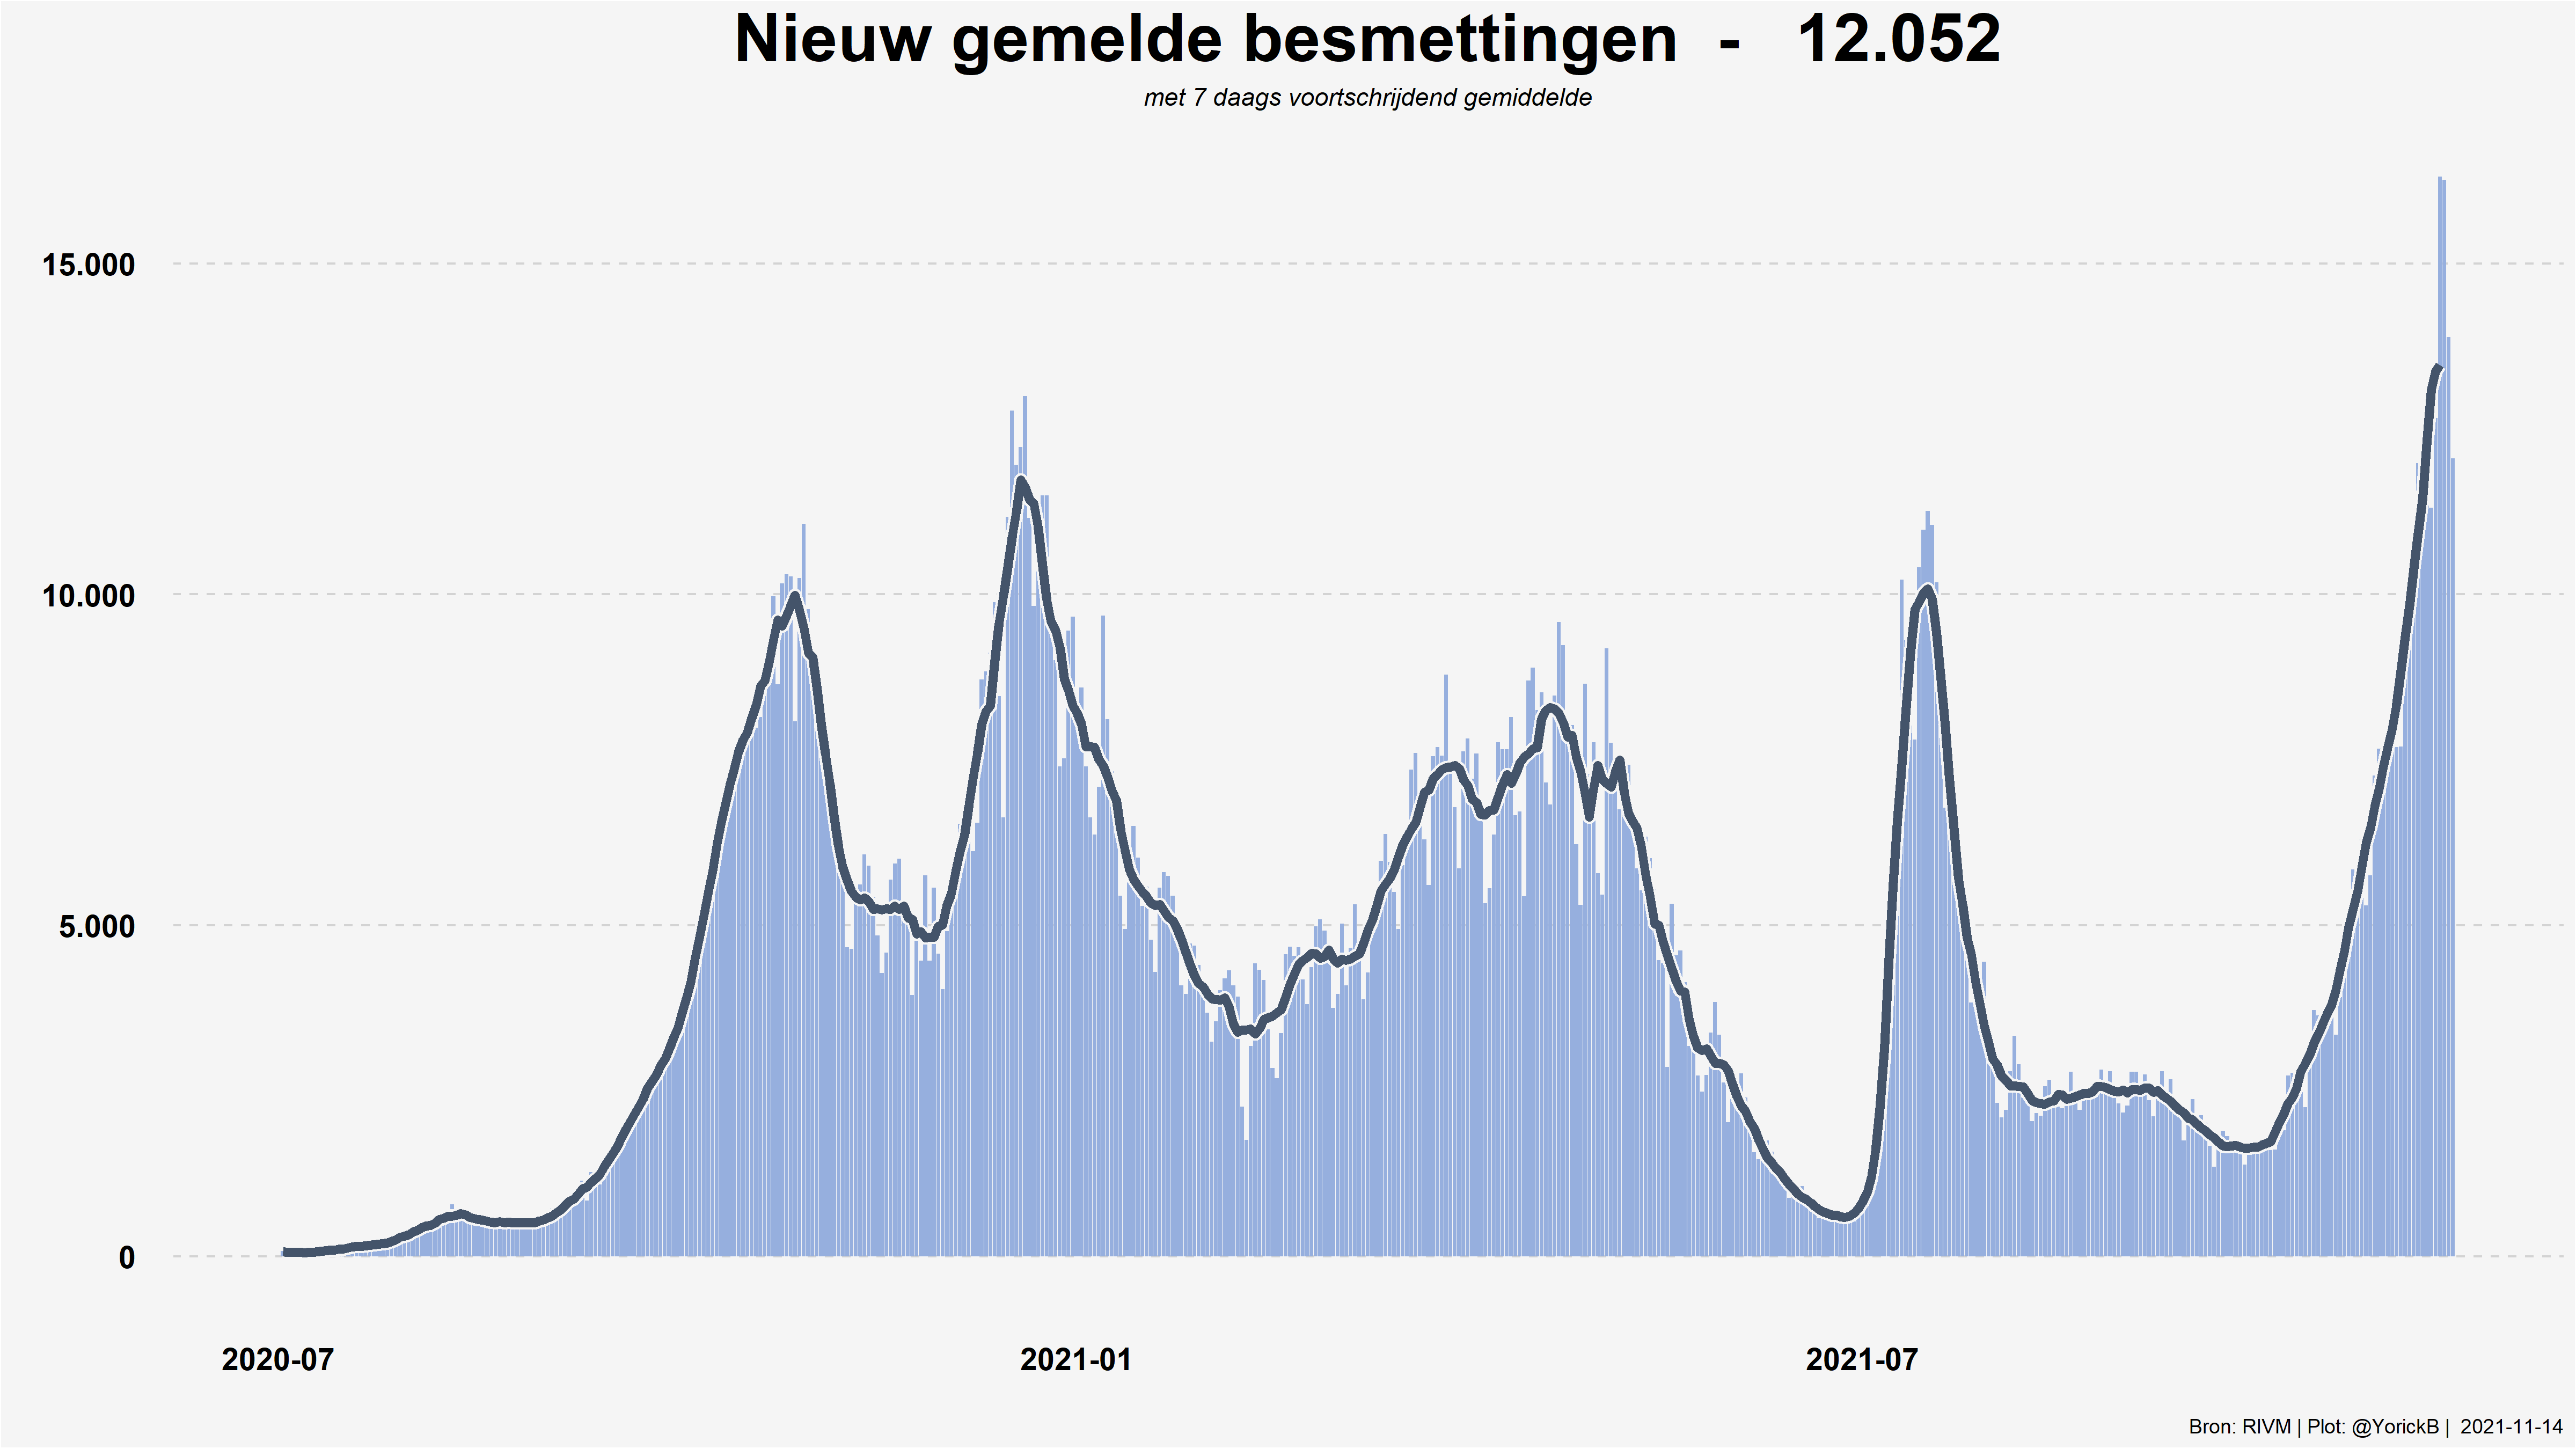 Nieuw gemelde besmettingen - 12.052
met 7 daags voortschrijdend gemiddelde
15.000
10.000
5.000
0
2020-07 2021-01 2021-07
Bron: RIVM | Plot: @YorickB | 2021-11-14